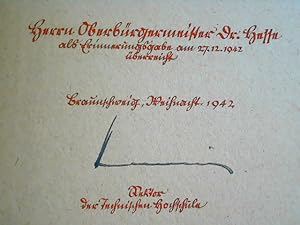 Herrn Oberbürgermeister Dr. Hesse
als Erinnerungsgabe am 27.12.1942
überreicht
Braunschweig, Weihnacht 1942
Rektor
der Technischen Hochschule